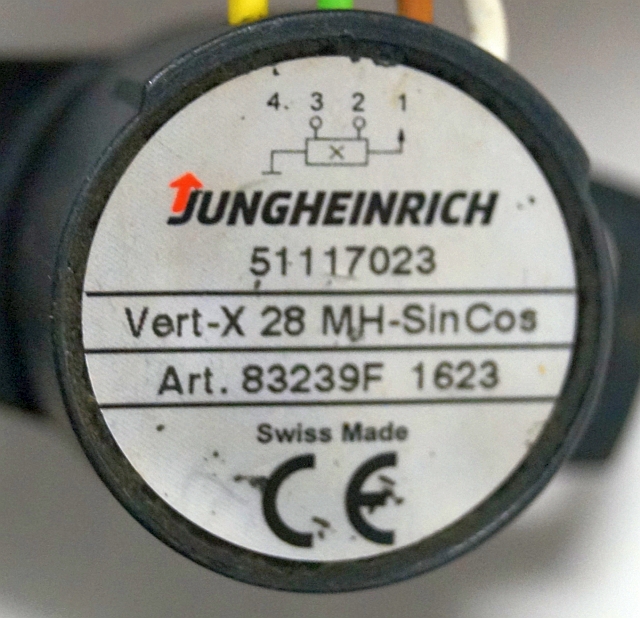 4. 3 2 1
X
JUNGHEINRICH
51117023
Vert-X 28 MH-SinCos
Art. 83239F 1623
Swiss Made
CE